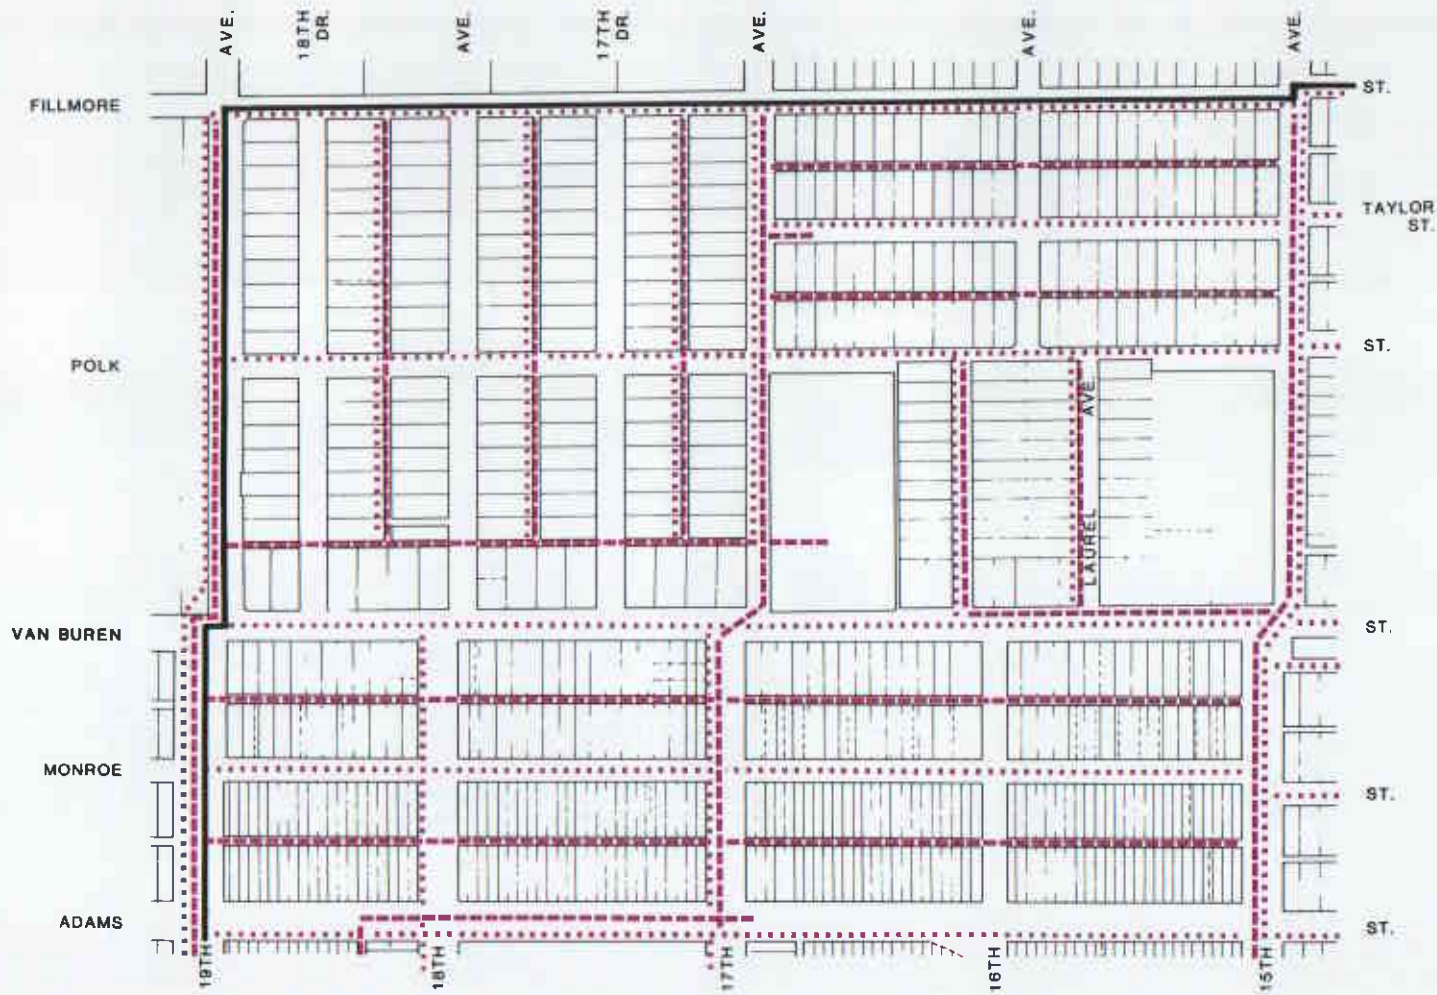 AVE.
18TH
DR.
AVE.
17TH
DR.
AVE.
AVE.
AVE.
FILLMORE
ST.
TAYLOR
ST.
POLK
ST.
LAUREL AVE.
VAN BUREN
ST.
MONROE
ST.
ADAMS
ST.
19TH
18TH
17TH
16TH
15TH